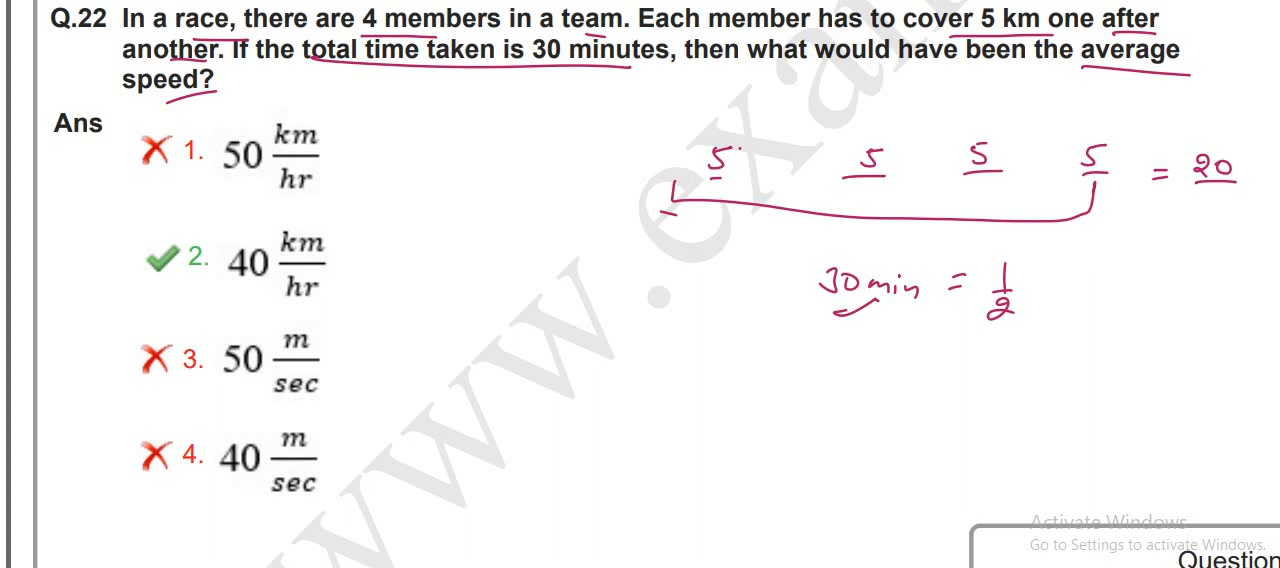 Q.22 In a race, there are 4 members in a team. Each member has to cover 5 km one after
another. If the total time taken is 30 minutes, then what would have been the average
speed?
Ans
1. 50 km/hr
2. 40 km/hr
3. 50 m/sec
4. 40 m/sec
5 5 5 5 = 20
30 min = 1/2
www.exa
Activate Windows
Go to Settings to activate Windows.
Question